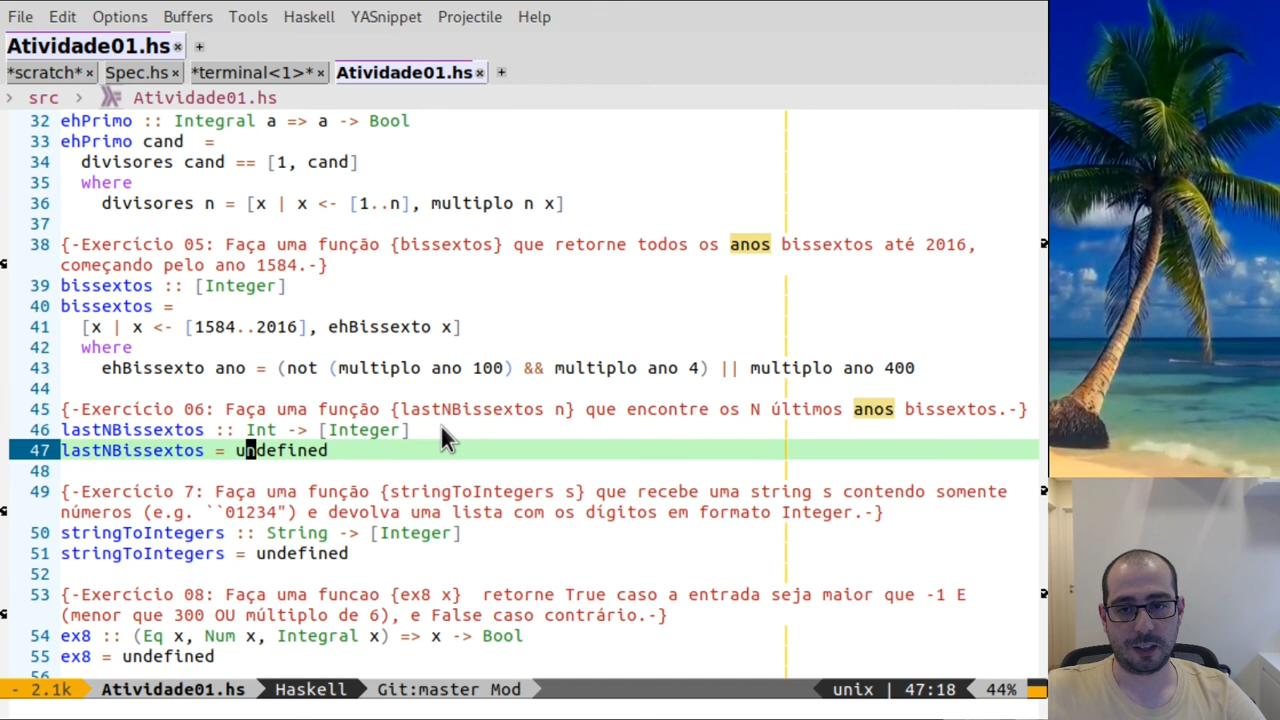 File Edit Options Buffers Tools Haskell YASnippet Projectile Help
Atividade01.hs × +
*scratch* × Spec.hs × *terminal<1>* × Atividade01.hs × +
> src > Atividade01.hs
32 ehPrimo :: Integral a => a -> Bool
33 ehPrimo cand  =
34   divisores cand == [1, cand]
35   where
36     divisores n = [x | x <- [1..n], multiplo n x]
37
38 {-Exercício 05: Faça uma função {bissextos} que retorne todos os anos bissextos até 2016,
começando pelo ano 1584.-}
39 bissextos :: [Integer]
40 bissextos =
41   [x | x <- [1584..2016], ehBissexto x]
42   where
43     ehBissexto ano = (not (multiplo ano 100) && multiplo ano 4) || multiplo ano 400
44
45 {-Exercício 06: Faça uma função {lastNBissextos n} que encontre os N últimos anos bissextos.-}
46 lastNBissextos :: Int -> [Integer]
47 lastNBissextos = undefined
48
49 {-Exercício 7: Faça uma função {stringToIntegers s} que recebe uma string s contendo somente
números (e.g. ``01234") e devolva uma lista com os dígitos em formato Integer.-}
50 stringToIntegers :: String -> [Integer]
51 stringToIntegers = undefined
52
53 {-Exercício 08: Faça uma funcao {ex8 x}  retorne True caso a entrada seja maior que -1 E
(menor que 300 OU múltiplo de 6), e False caso contrário.-}
54 ex8 :: (Eq x, Num x, Integral x) => x -> Bool
55 ex8 = undefined
56
- 2.1k Atividade01.hs Haskell Git:master Mod unix | 47:18 44%